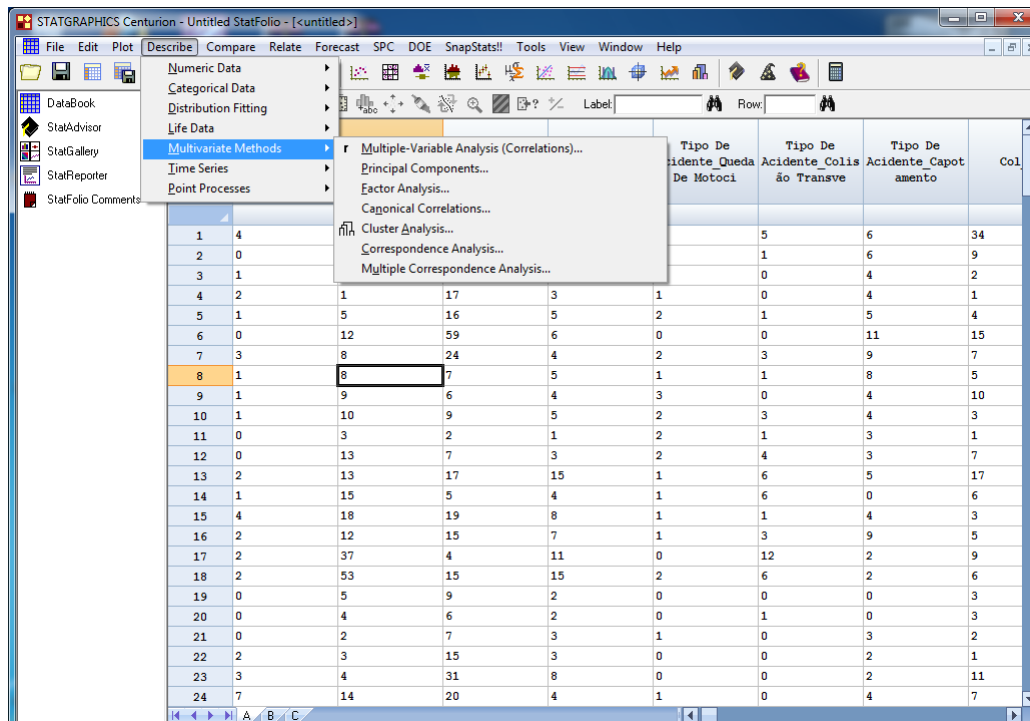 STATGRAPHICS Centurion - Untitled StatFolio - [<untitled>]
File Edit Plot Describe Compare Relate Forecast SPC DOE SnapStats!! Tools View Window Help
Label: Row:
DataBook
StatAdvisor
StatGallery
StatReporter
StatFolio Comments
Numeric Data
Categorical Data
Distribution Fitting
Life Data
Multivariate Methods
Time Series
Point Processes
Multiple-Variable Analysis (Correlations)...
Principal Components...
Factor Analysis...
Canonical Correlations...
Cluster Analysis...
Correspondence Analysis...
Multiple Correspondence Analysis...
Tipo De
cidente_Queda
De Motoci
Tipo De
Acidente_Colis
ão Transve
Tipo De
Acidente_Capot
amento
Col
1 4 5 6 34
2 0 1 6 9
3 1 0 4 2
4 2 1 17 3 1 0 4 1
5 1 5 16 5 2 1 5 4
6 0 12 59 6 0 0 11 15
7 3 8 24 4 2 3 9 7
8 1 8 7 5 1 1 8 5
9 1 9 6 4 3 0 4 10
10 1 10 9 5 2 3 4 3
11 0 3 2 1 2 1 3 1
12 0 13 7 3 2 4 3 7
13 2 13 17 15 1 6 5 17
14 1 15 5 4 1 6 0 6
15 4 18 19 8 1 1 4 3
16 2 12 15 7 1 3 9 5
17 2 37 4 11 0 12 2 9
18 2 53 15 15 2 6 2 6
19 0 5 9 2 0 0 0 3
20 0 4 6 2 0 1 0 3
21 0 2 7 3 1 0 3 2
22 2 3 15 3 0 0 2 1
23 3 4 31 8 0 0 2 11
24 7 14 20 4 1 0 4 7
A B C